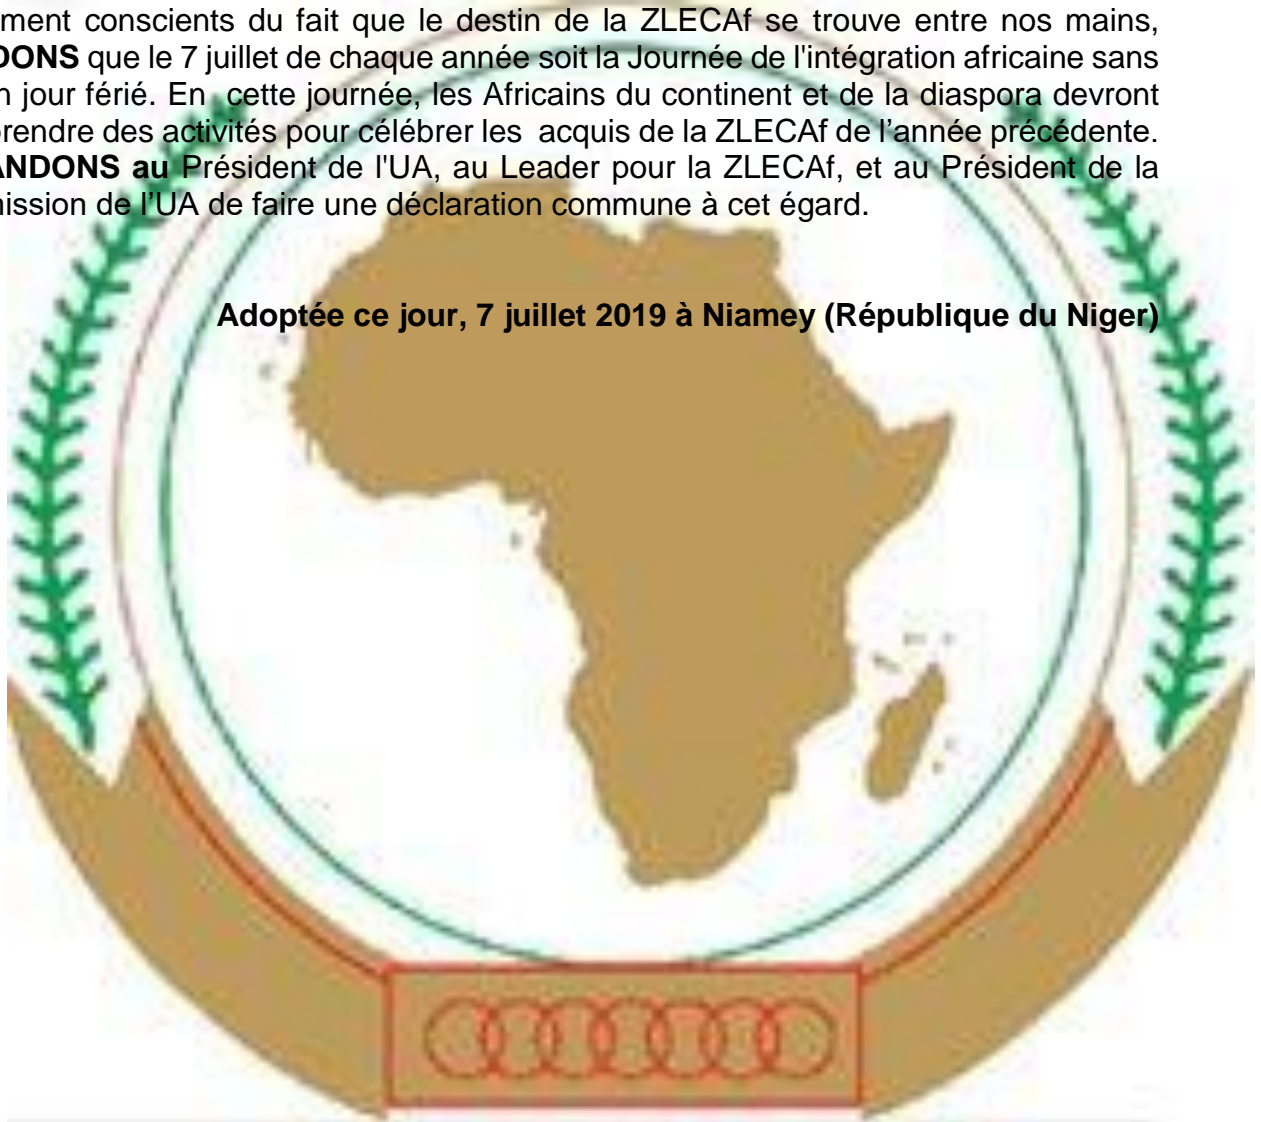 ment conscients du fait que le destin de la ZLECAf se trouve entre nos mains,
DONS que le 7 juillet de chaque année soit la Journée de l'intégration africaine sans
n jour férié. En cette journée, les Africains du continent et de la diaspora devront
prendre des activités pour célébrer les acquis de la ZLECAf de l’année précédente.
ANDONS au Président de l'UA, au Leader pour la ZLECAf, et au Président de la
ission de l’UA de faire une déclaration commune à cet égard.
Adoptée ce jour, 7 juillet 2019 à Niamey (République du Niger)